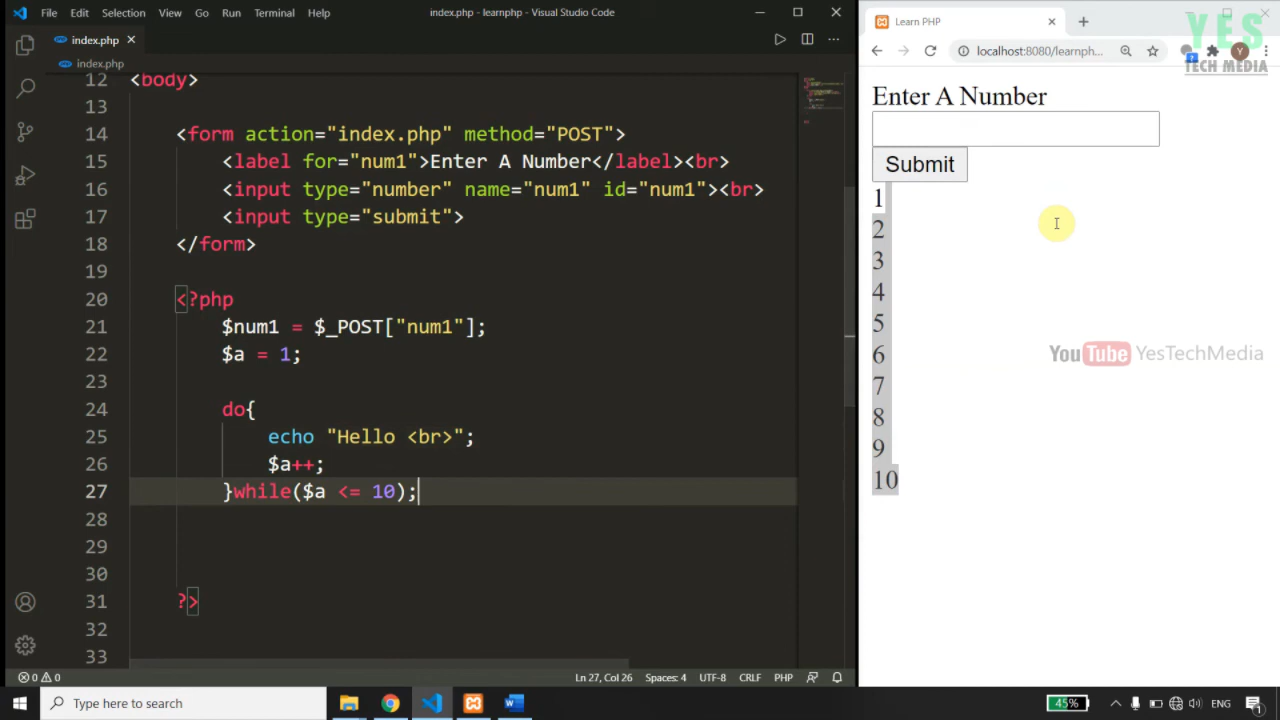 File Edit Selection View Go Run Terminal Help index.php - learnphp - Visual Studio Code
index.php
index.php
12 <body>
13
14 <form action="index.php" method="POST">
15 <label for="num1">Enter A Number</label><br>
16 <input type="number" name="num1" id="num1"><br>
17 <input type="submit">
18 </form>
19
20 <?php
21 $num1 = $_POST["num1"];
22 $a = 1;
23
24 do{
25 echo "Hello <br>";
26 $a++;
27 }while($a <= 10);
28
29
30
31 ?>
32
33
0 0 Ln 27, Col 26 Spaces: 4 UTF-8 CRLF PHP
Learn PHP
localhost:8080/learnph...
Y
YES
TECH MEDIA
Enter A Number
Submit
1
2
3
4
5
6
7
8
9
10
YouTube YesTechMedia
Type here to search
45% ENG 1